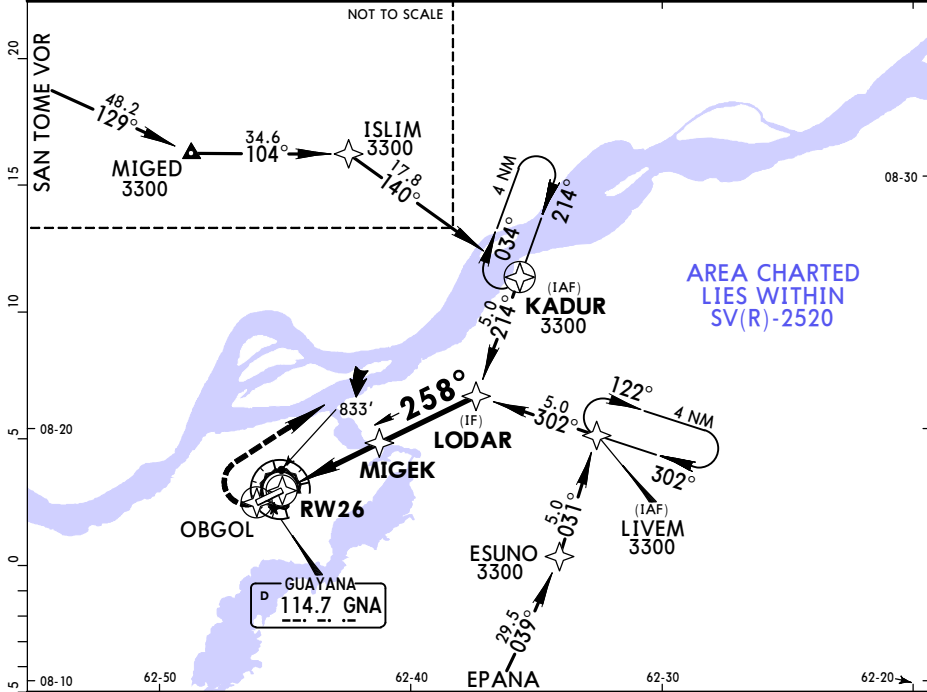 NOT TO SCALE
20
SAN TOME VOR
48.2
129°
MIGED
3300
34.6
104°
ISLIM
3300
17.8
140°
15
4 NM
034°
214°
08-30
(IAF)
KADUR
3300
AREA CHARTED
LIES WITHIN
SV(R)-2520
10
5.0
214°
833'
258°
(IF)
LODAR
5.0
302°
122°
4 NM
302°
5
08-20
MIGEK
RW26
OBGOL
(IAF)
LIVEM
3300
5.0
031°
ESUNO
3300
0
GUAYANA
D 114.7 GNA
29.5
039°
5
08-10
62-50
62-40
EPANA
62-30
62-20